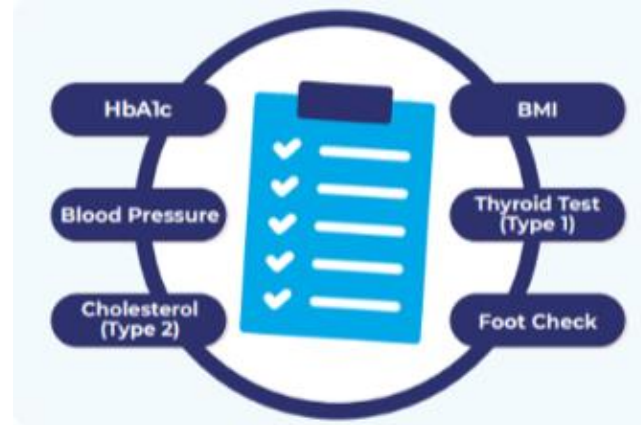 HbA1c
BMI
Blood Pressure
Thyroid Test
(Type 1)
Cholesterol
(Type 2)
Foot Check